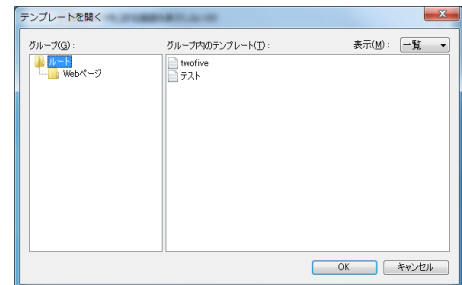 テンプレートを開く
グループ(G):
グループ内のテンプレート(T):
表示(M):
一覧
ルート
Webページ
twofive
テスト
OK
キャンセル